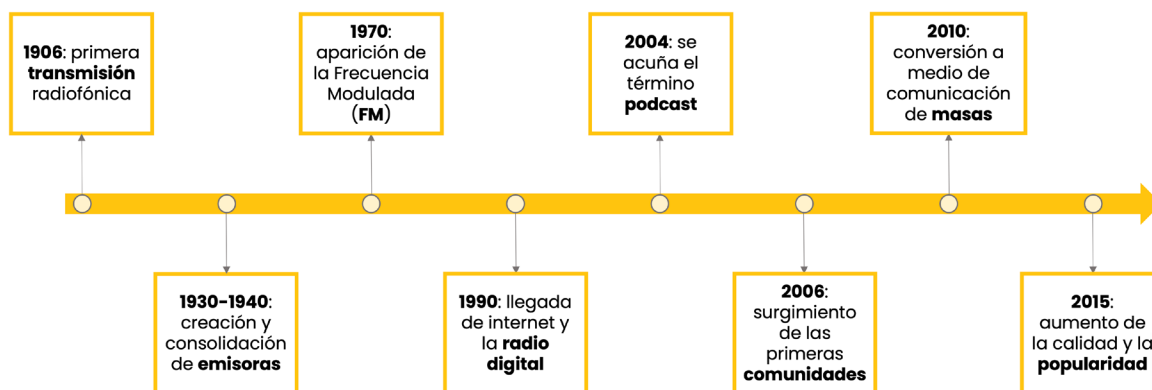 1906: primera
transmisión
radiofónica
1930-1940:
creación y
consolidación
de emisoras
1970:
aparición de
la Frecuencia
Modulada
(FM)
1990: llegada
de internet y
la radio
digital
2004: se
acuña el
término
podcast
2006:
surgimiento
de las
primeras
comunidades
2010:
conversión a
medio de
comunicación
de masas
2015:
aumento de
la calidad y la
popularidad